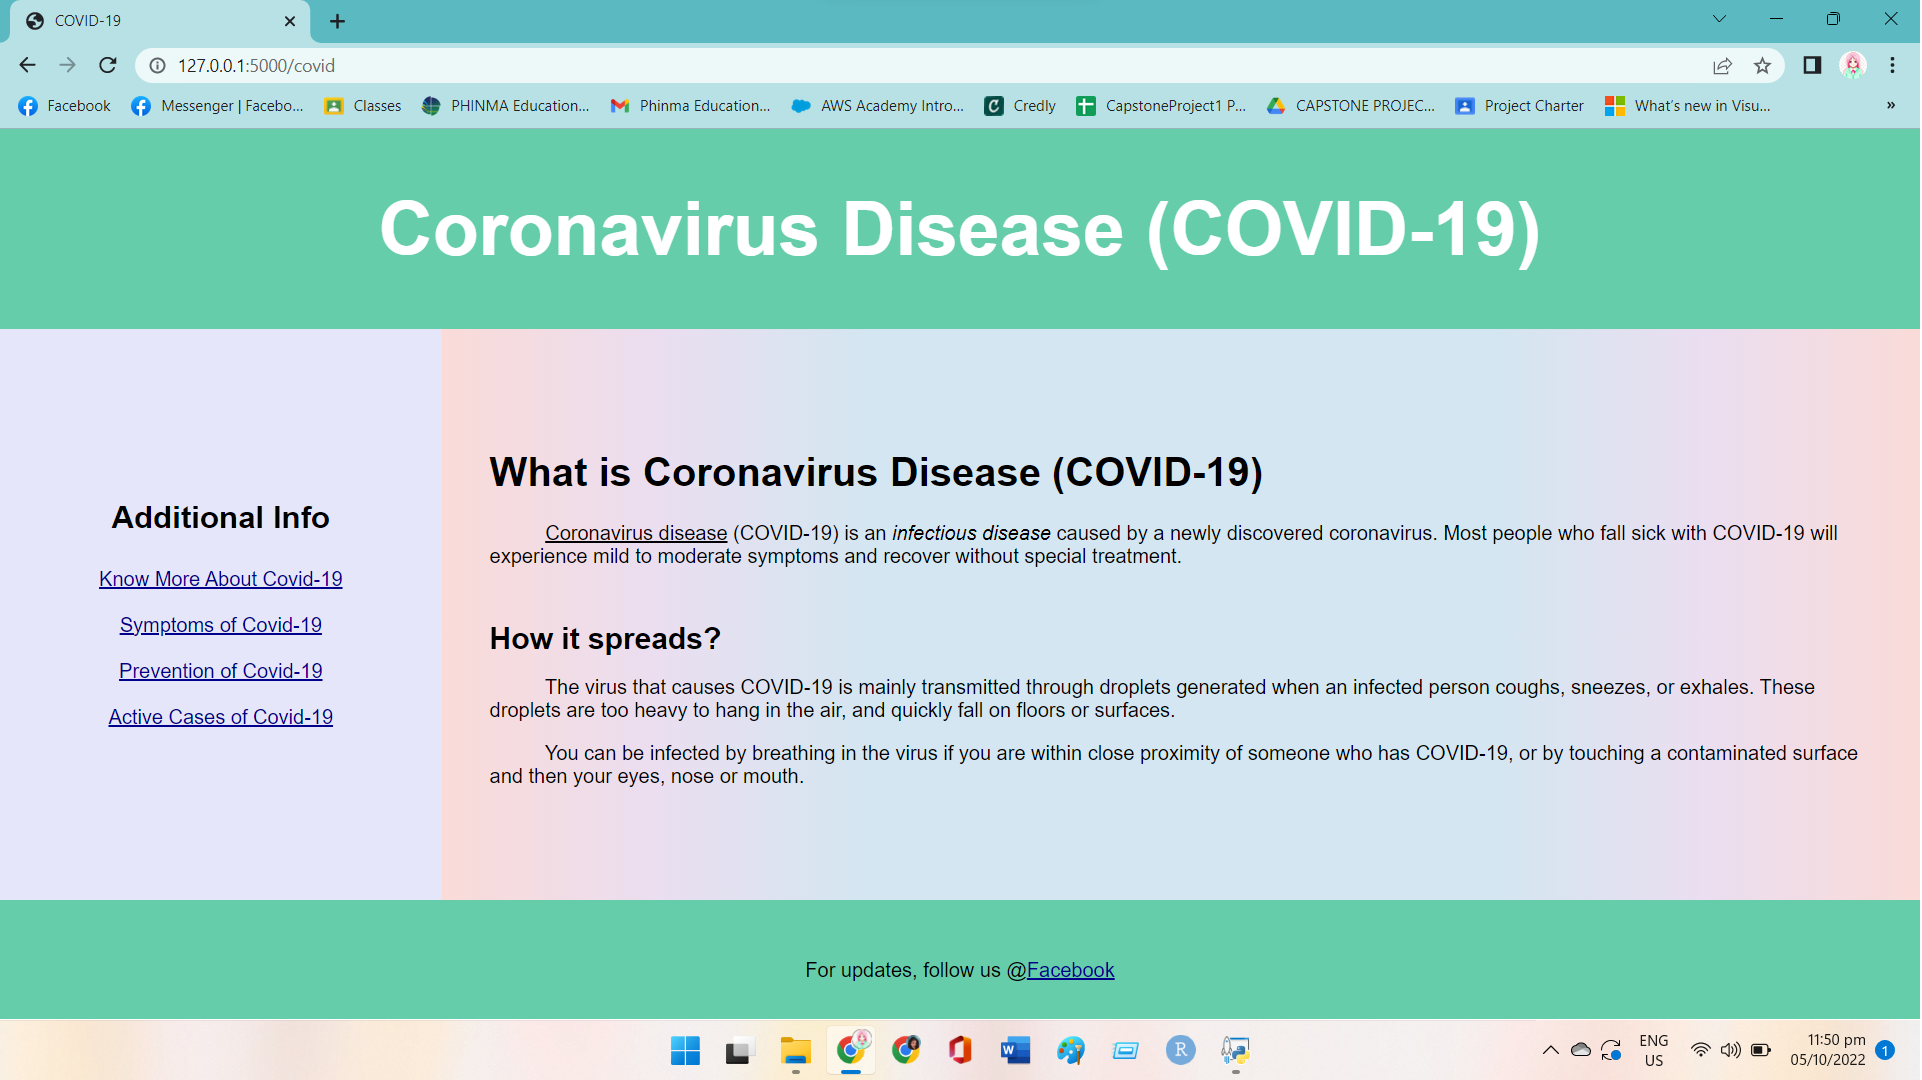 COVID-19
127.0.0.1:5000/covid
Facebook
Messenger | Facebo...
Classes
PHINMA Education...
Phinma Education...
AWS Academy Intro...
Credly
CapstoneProject1 P...
CAPSTONE PROJEC...
Project Charter
What's new in Visu...
»
Coronavirus Disease (COVID-19)
Additional Info
Know More About Covid-19
Symptoms of Covid-19
Prevention of Covid-19
Active Cases of Covid-19
What is Coronavirus Disease (COVID-19)
Coronavirus disease (COVID-19) is an infectious disease caused by a newly discovered coronavirus. Most people who fall sick with COVID-19 will
experience mild to moderate symptoms and recover without special treatment.
How it spreads?
The virus that causes COVID-19 is mainly transmitted through droplets generated when an infected person coughs, sneezes, or exhales. These
droplets are too heavy to hang in the air, and quickly fall on floors or surfaces.
You can be infected by breathing in the virus if you are within close proximity of someone who has COVID-19, or by touching a contaminated surface
and then your eyes, nose or mouth.
For updates, follow us @Facebook
W
R
ENG
US
11:50 pm
05/10/2022
1